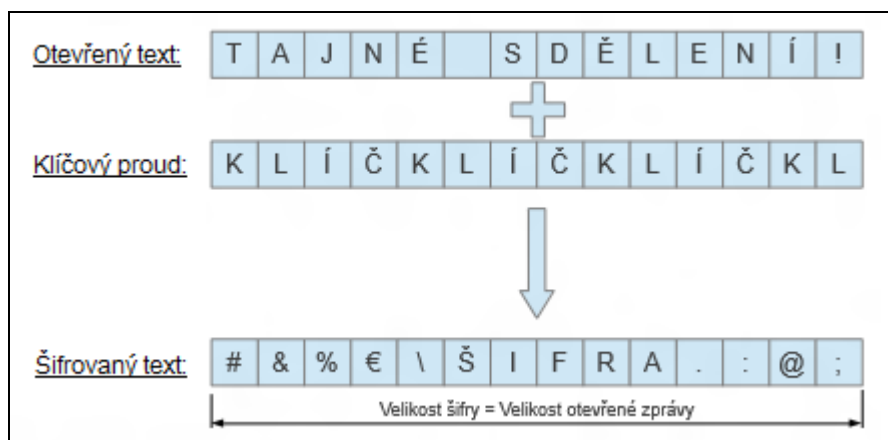 Otevřený text: T A J N É S D Ě L E N Í !
Klíčový proud: K L Í Č K L Í Č K L Í Č K L
Šifrovaný text: # & % € \ Š I F R A . : @ ;
Velikost šifry = Velikost otevřené zprávy